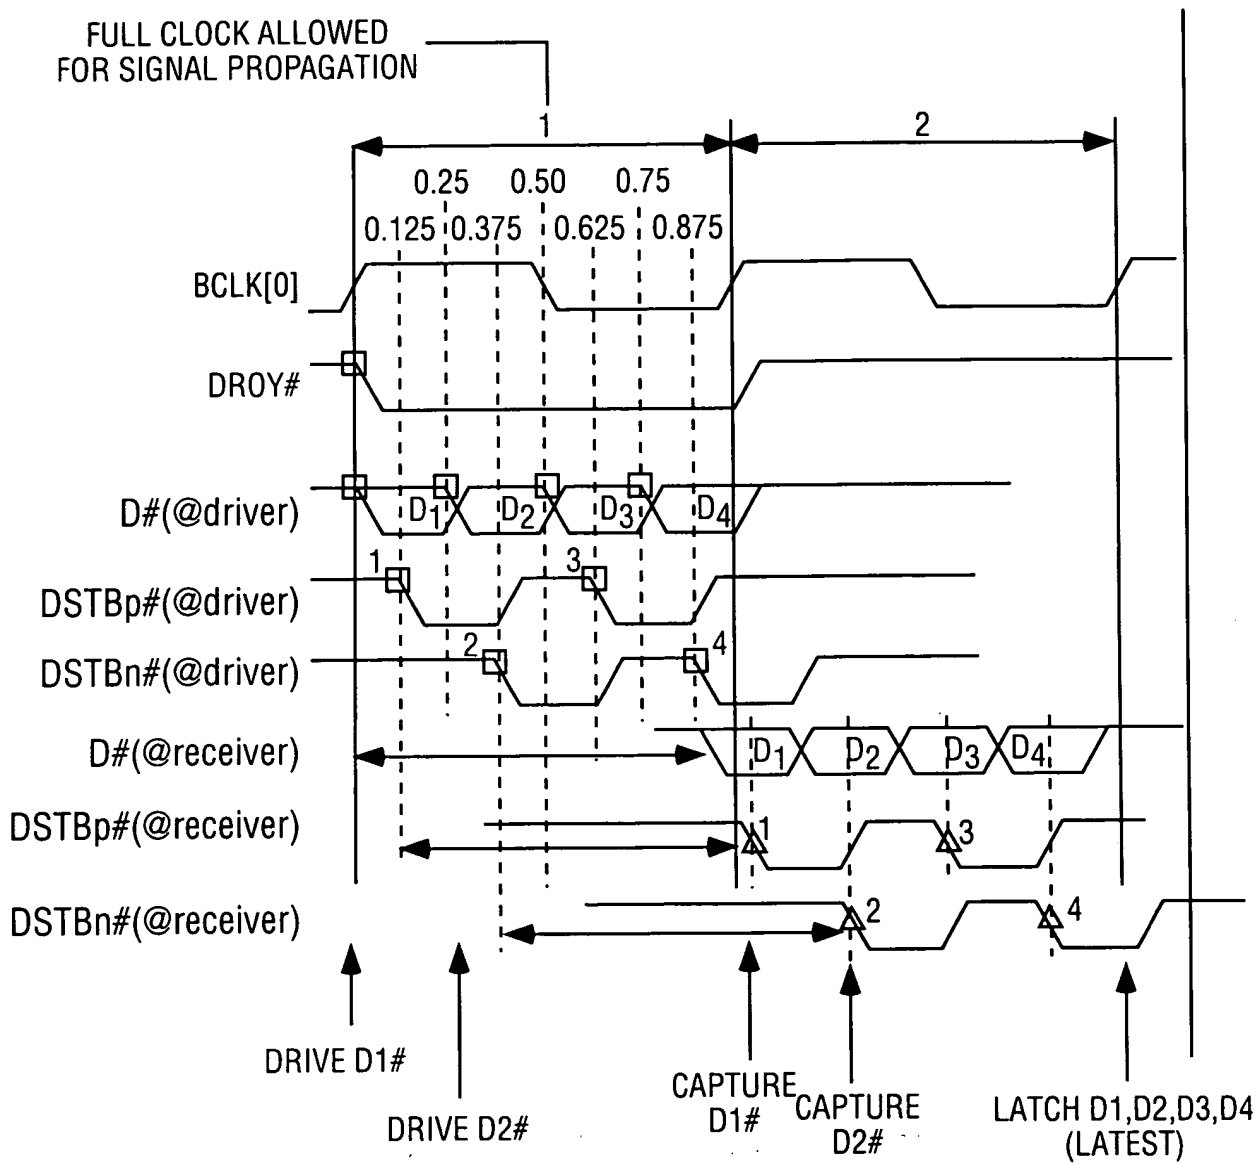 FULL CLOCK ALLOWED
FOR SIGNAL PROPAGATION
1
2
0.25 0.50 0.75
0.125 0.375 0.625 0.875
BCLK[0]
DROY#
D#(@driver) D1 D2 D3 D4
1 3
DSTBp#(@driver)
2 4
DSTBn#(@driver)
D#(@receiver) D1 D2 D3 D4
DSTBp#(@receiver) 1 3
DSTBn#(@receiver) 2 4
DRIVE D1#
DRIVE D2#
CAPTURE
D1#
CAPTURE
D2#
LATCH D1,D2,D3,D4
(LATEST)